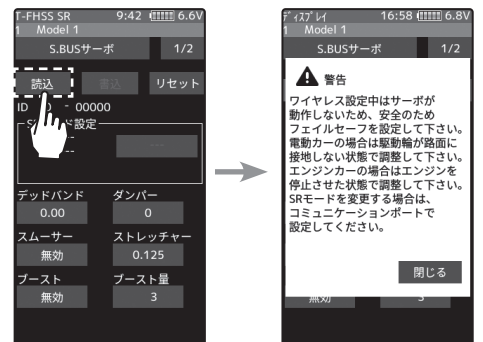 T-FHSS SR 9:42 6.6V
1 Model 1
S.BUSサーボ 1/2
読込 書込 リセット
ID - 00000
ド設定
---
デッドバンド ダンパー
0.00 0
スムーサー ストレッチャー
無効 0.125
ブースト ブースト量
無効 3
ディスプレイ 16:58 6.8V
1 Model 1
S.BUSサーボ 1/2
警告
ワイヤレス設定中はサーボが
動作しないため、安全のため
フェイルセーフを設定して下さい。
電動カーの場合は駆動輪が路面に
接地しない状態で調整して下さい。
エンジンカーの場合はエンジンを
停止させた状態で調整して下さい。
SRモードを変更する場合は、
コミュニケーションポートで
設定してください。
閉じる
無効 3